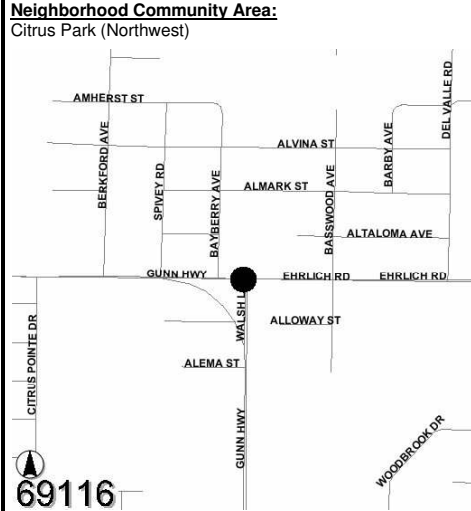 Neighborhood Community Area:
Citrus Park (Northwest)
AMHERST ST
DEL VALLE RD
BERKFORD AVE
SPIVEY RD
BAYBERRY AVE
ALVINA ST
BARBY AVE
BASSWOOD AVE
ALMARK ST
ALTALOMA AVE
GUNN HWY
EHRLICH RD
EHRLICH RD
WALSH L
ALLOWAY ST
CITRUS POINTE DR
ALEMA ST
GUNN HWY
WOODBROOK DR
69116